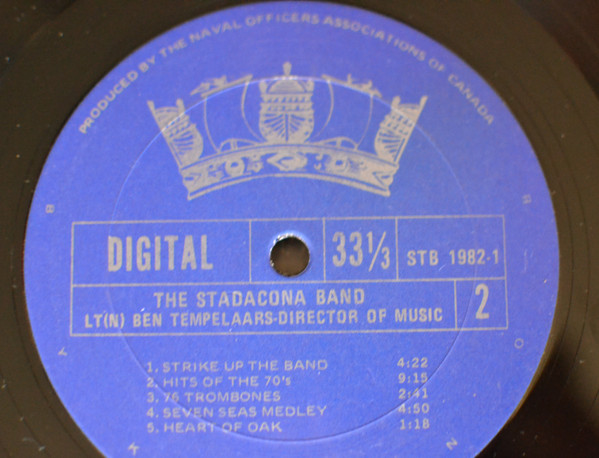 PRODUCED BY THE NAVAL OFFICERS ASSOCIATIONS OF CANADA
DIGITAL
33⅓
STB 1982-1
THE STADACONA BAND
LT(N) BEN TEMPELAARS-DIRECTOR OF MUSIC
2
1. STRIKE UP THE BAND 4:22
2. HITS OF THE 70's 9:15
3. 76 TROMBONES 2:41
4. SEVEN SEAS MEDLEY 4:50
5. HEART OF OAK 1:18